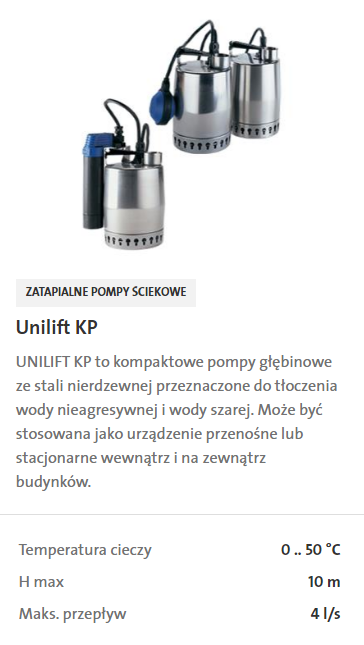 ZATAPIALNE POMPY ŚCIEKOWE
Unilift KP
UNILIFT KP to kompaktowe pompy głębinowe
ze stali nierdzewnej przeznaczone do tłoczenia
wody nieagresywnej i wody szarej. Może być
stosowana jako urządzenie przenośne lub
stacjonarne wewnątrz i na zewnątrz
budynków.
Temperatura cieczy 0 .. 50 °C
H max 10 m
Maks. przepływ 4 l/s